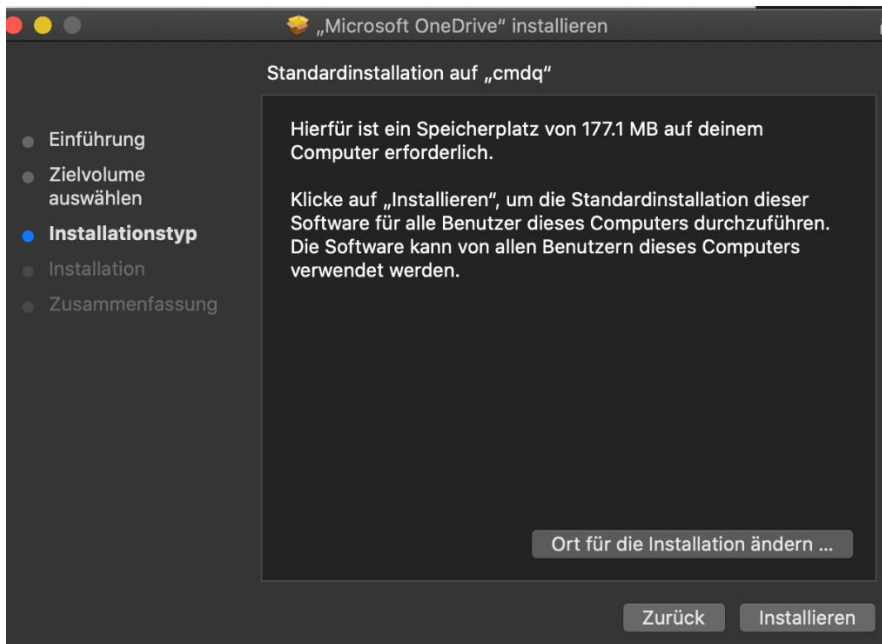 „Microsoft OneDrive“ installieren
Standardinstallation auf „cmdq“
Einführung
Zielvolume
auswählen
Installationstyp
Installation
Zusammenfassung
Hierfür ist ein Speicherplatz von 177.1 MB auf deinem
Computer erforderlich.
Klicke auf „Installieren“, um die Standardinstallation dieser
Software für alle Benutzer dieses Computers durchzuführen.
Die Software kann von allen Benutzern dieses Computers
verwendet werden.
Ort für die Installation ändern ...
Zurück
Installieren